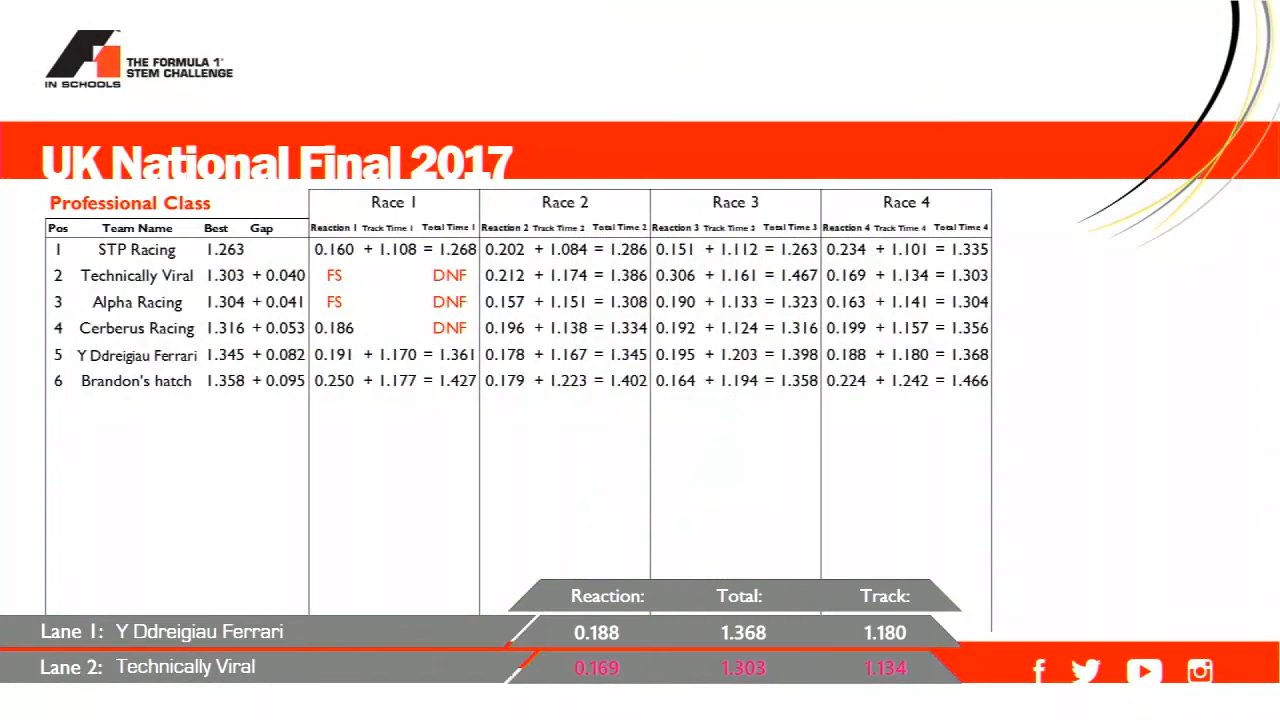 THE FORMULA 1
STEM CHALLENGE
IN SCHOOLS
UK National Final 2017
Professional Class Race 1 Race 2 Race 3 Race 4
Pos Team Name Best Gap Reaction 1 Track Time 1 Total Time 1 Reaction 2 Track Time 2 Total Time 2 Reaction 3 Track Time 3 Total Time 3 Reaction 4 Track Time 4 Total Time 4
1 STP Racing 1.263 0.160 + 1.108 = 1.268 0.202 + 1.084 = 1.286 0.151 + 1.112 = 1.263 0.234 + 1.101 = 1.335
2 Technically Viral 1.303 + 0.040 FS DNF 0.212 + 1.174 = 1.386 0.306 + 1.161 = 1.467 0.169 + 1.134 = 1.303
3 Alpha Racing 1.304 + 0.041 FS DNF 0.157 + 1.151 = 1.308 0.190 + 1.133 = 1.323 0.163 + 1.141 = 1.304
4 Cerberus Racing 1.316 + 0.053 0.186 DNF 0.196 + 1.138 = 1.334 0.192 + 1.124 = 1.316 0.199 + 1.157 = 1.356
5 Y Ddreigiau Ferrari 1.345 + 0.082 0.191 + 1.170 = 1.361 0.178 + 1.167 = 1.345 0.195 + 1.203 = 1.398 0.188 + 1.180 = 1.368
6 Brandon's hatch 1.358 + 0.095 0.250 + 1.177 = 1.427 0.179 + 1.223 = 1.402 0.164 + 1.194 = 1.358 0.224 + 1.242 = 1.466
Reaction: Total: Track:
Lane 1: Y Ddreigiau Ferrari 0.188 1.368 1.180
Lane 2: Technically Viral 0.169 1.303 1.134